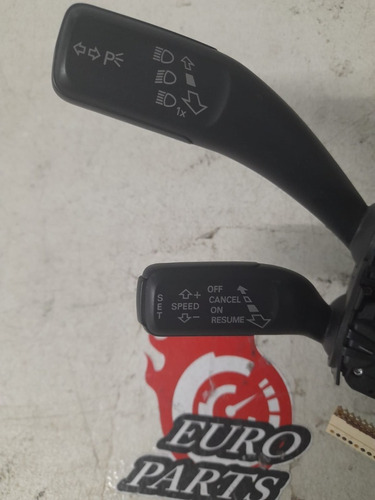 P
1x
OFF
CANCEL
ON
RESUME
SPEED
+
-
SET
EURO
PARTS